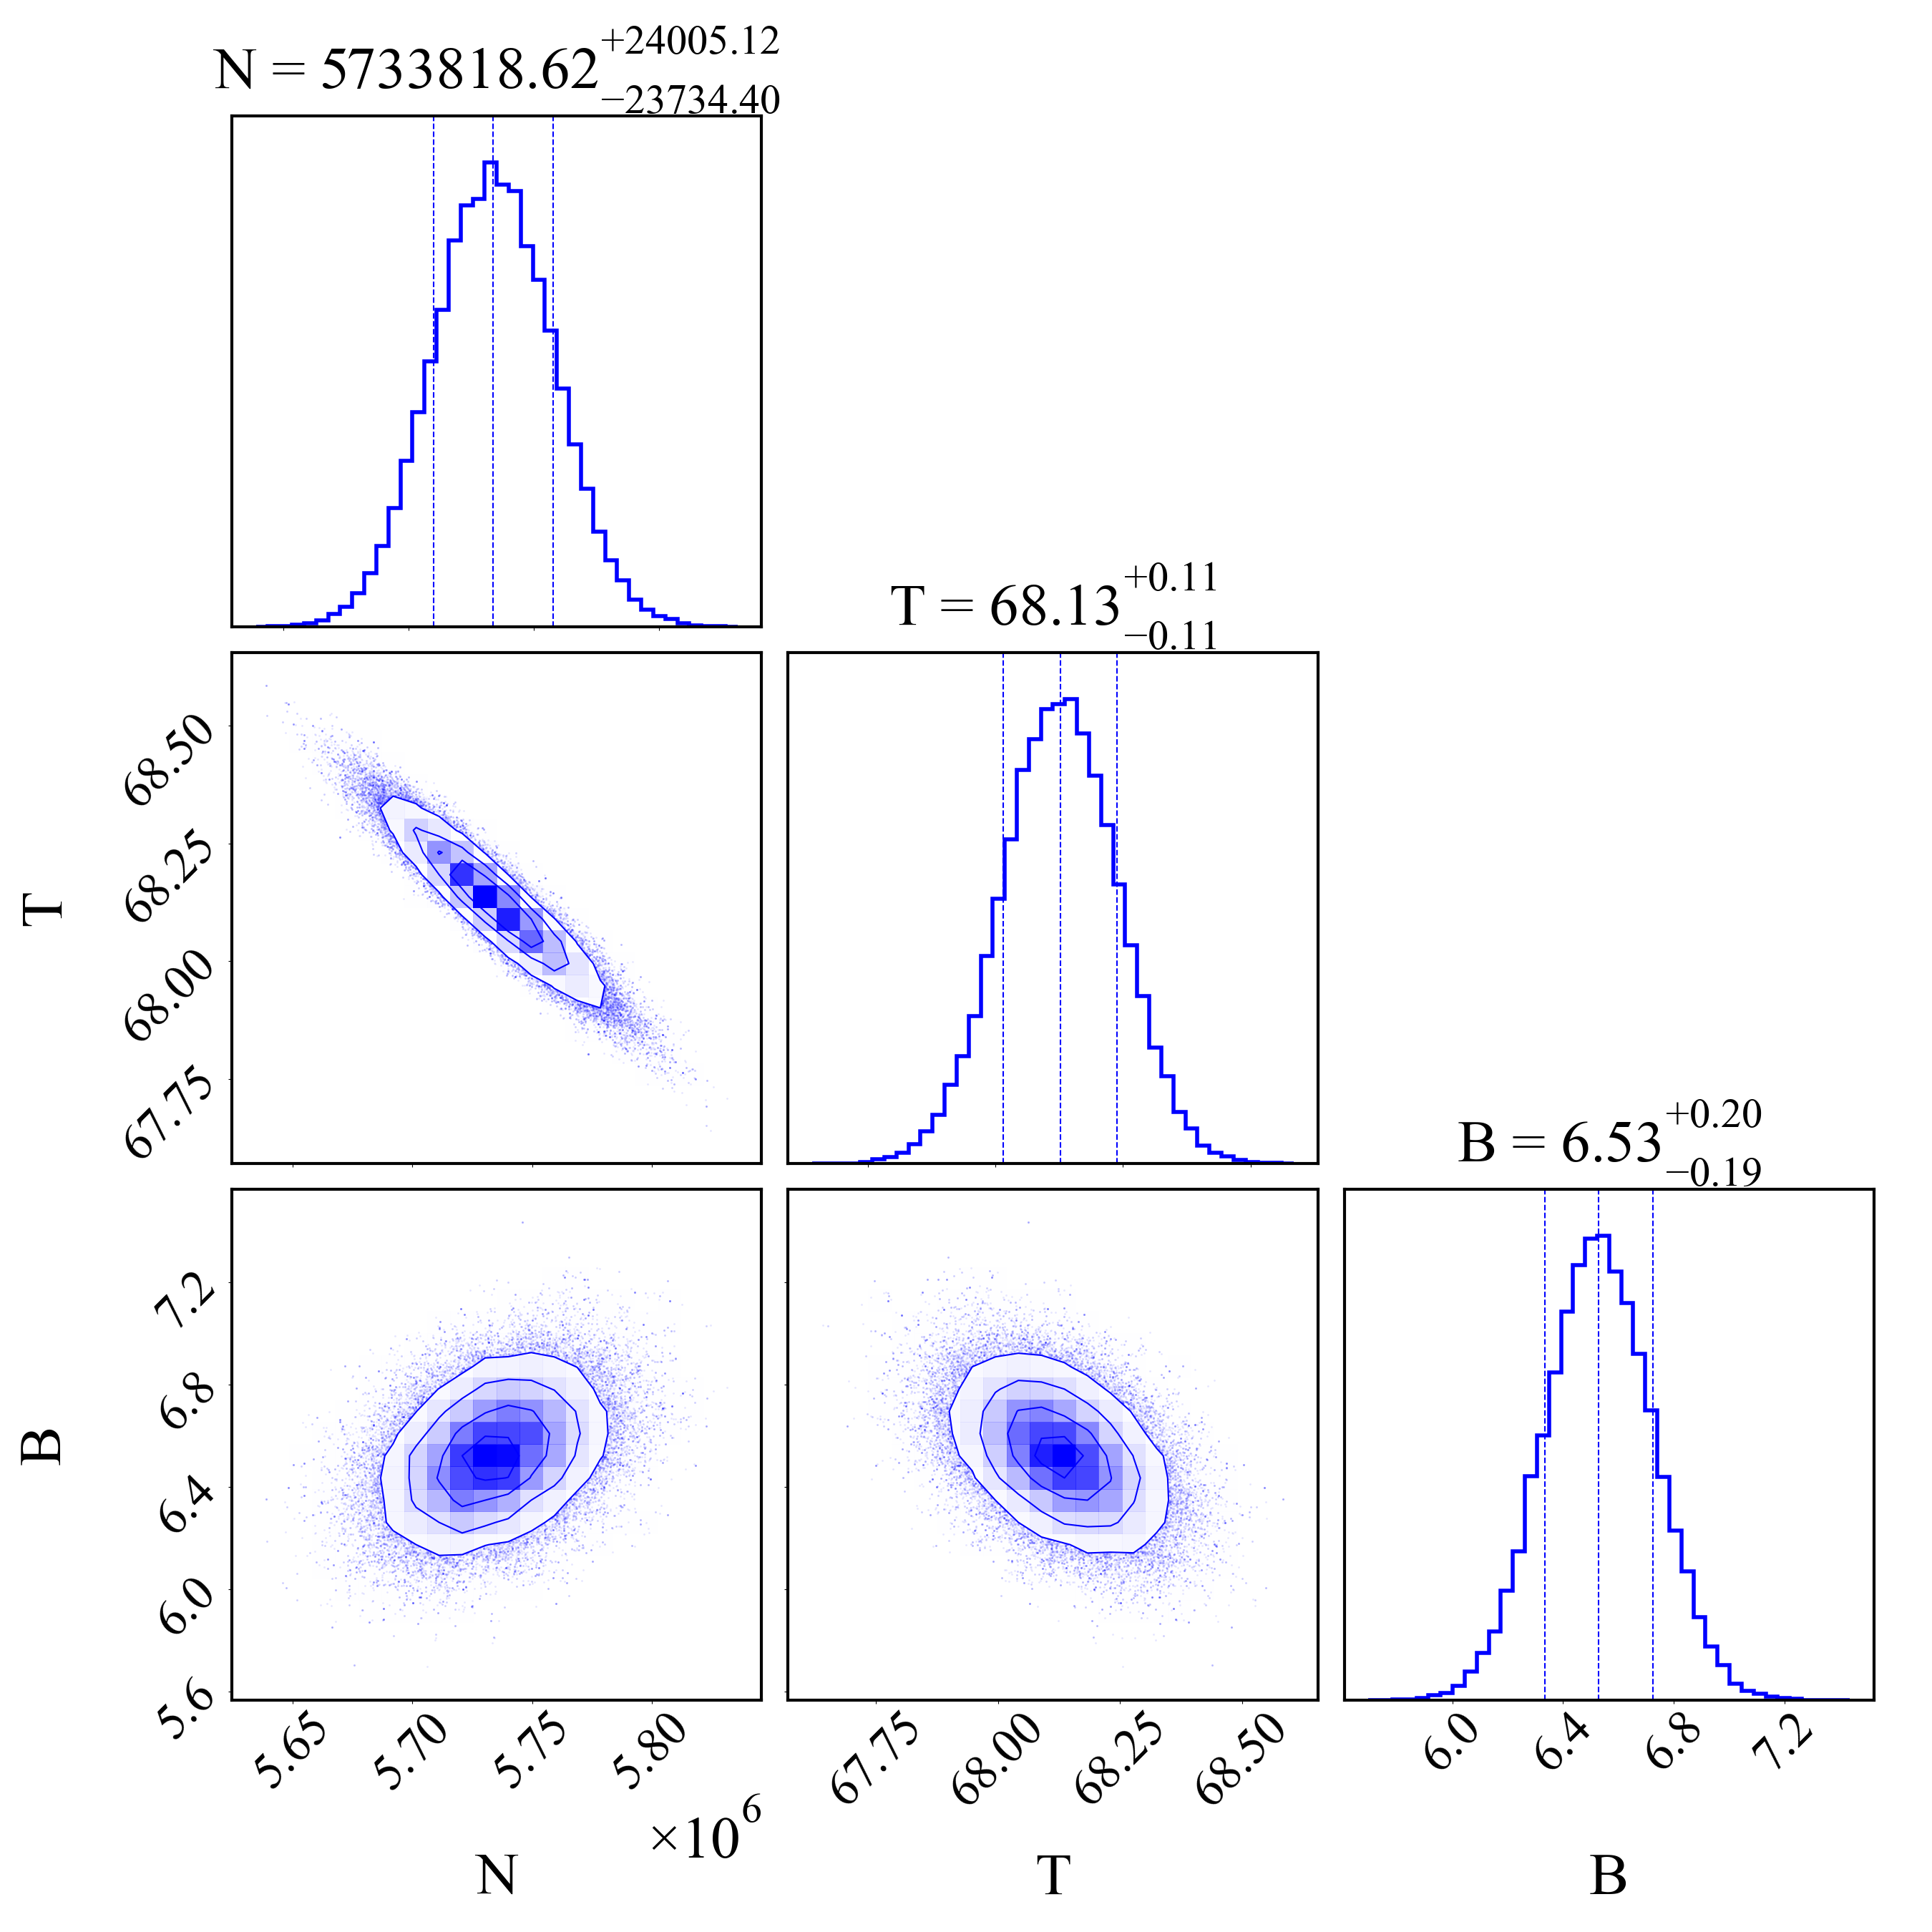 N = 5733818.62 +24005.12 −23734.40
T = 68.13 +0.11 −0.11
T
68.50
68.25
68.00
67.75
B = 6.53 +0.20 −0.19
B
7.2
6.8
6.4
6.0
5.6
5.65 5.70 5.75 5.80
67.75 68.00 68.25 68.50
6.0 6.4 6.8 7.2
×10^6
N T B